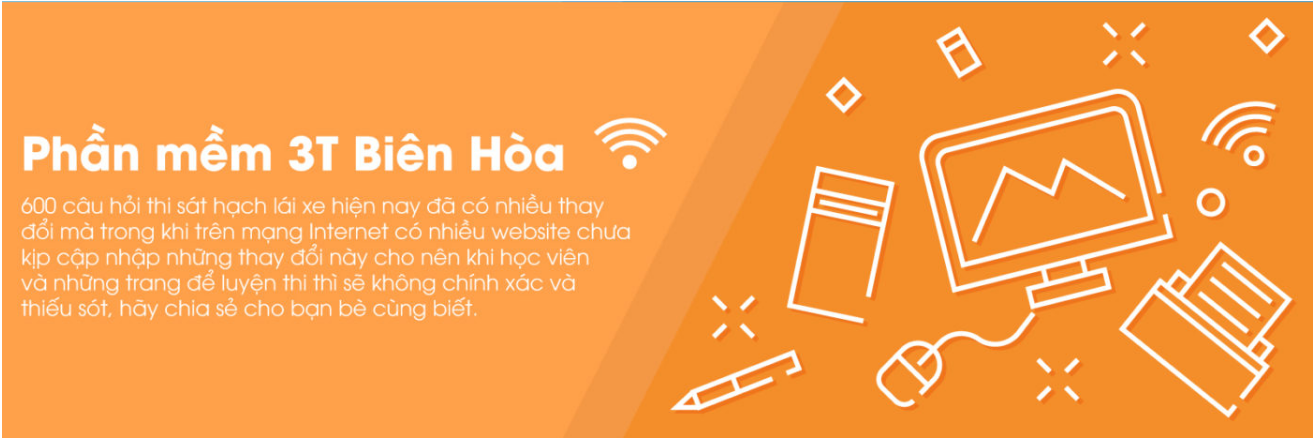 Phần mềm 3T Biên Hòa
600 câu hỏi thi sát hạch lái xe hiện nay đã có nhiều thay
đổi mà trong khi trên mạng Internet có nhiều website chưa
kịp cập nhập những thay đổi này cho nên khi học viên
và những trang để luyện thi thì sẽ không chính xác và
thiếu sót, hãy chia sẻ cho bạn bè cùng biết.